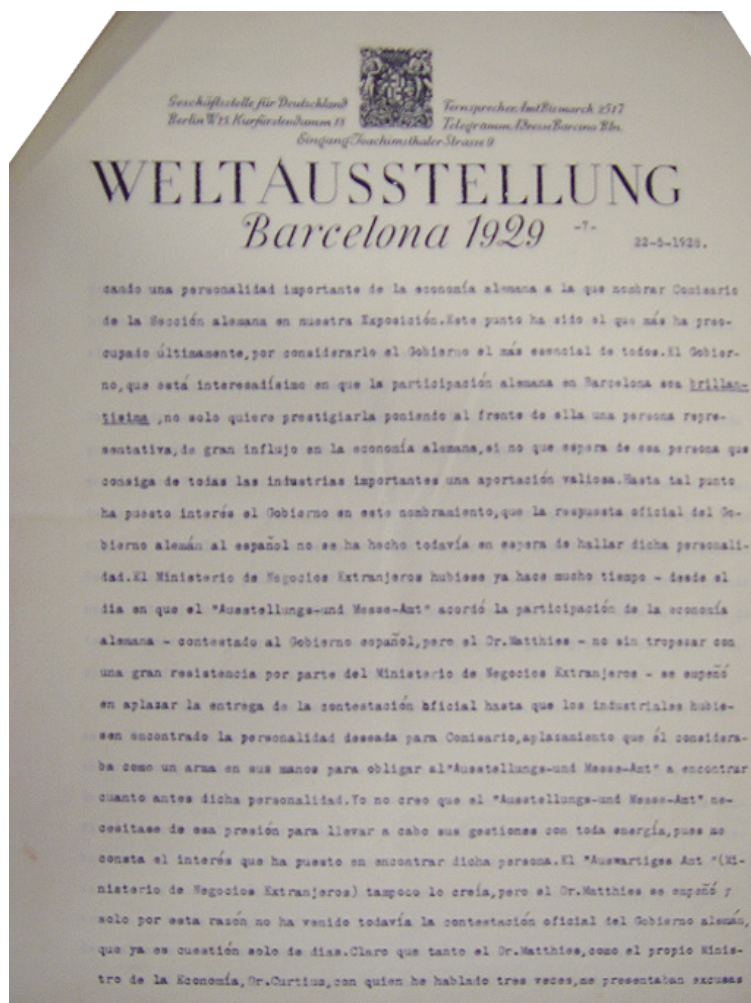 Geschäftsstelle für Deutschland
Berlin W15 Kurfürstendamm 18
Fernsprecher Amt Bismarck 2517
Telegramm Adresse Barcino Bln.
Eingang Joachimsthaler Strasse 9
WELTAUSSTELLUNG
Barcelona 1929
-7-
22-5-1928.
cando una personalidad importante de la economía alemana a la que nombrar Comisario
de la Sección alemana en nuestra Exposición.Este punto ha sido el que más ha preo-
cupado últimamente,por considerarlo el Gobierno el más esencial de todos.El Gobier-
no,que está interesadísimo en que la participación alemana en Barcelona sea brillan-
tísima ,no solo quiere prestigiarla poniendo al frente de ella una persona repre-
sentativa,de gran influjo en la economía alemana,si no que espera de esa persona que
consiga de todas las industrias importantes una aportación valiosa.Hasta tal punto
ha puesto interés el Gobierno en este nombramiento,que la respuesta oficial del Go-
bierno alemán al español no se ha hecho todavía en espera de hallar dicha personali-
dad.El Ministerio de Negocios Extranjeros hubiese ya hace mucho tiempo - desde el
dia en que el "Ausstellungs-und Messe-Amt" acordó la participación de la economía
alemana - contestado al Gobierno español,pero el Dr.Matthies - no sin tropezar con
una gran resistencia por parte del Ministerio de Negocios Extranjeros - se empeñó
en aplazar la entrega de la contestación oficial hasta que los industriales hubie-
sen encontrado la personalidad deseada para Comisario,aplazamiento que él considera-
ba como un arma en sus manos para obligar al"Ausstellungs-und Messe-Amt" a encontrar
cuanto antes dicha personalidad.Yo no creo que el "Ausstellungs-und Messe-Amt" ne-
cesitase de esa presión para llevar a cabo sus gestiones con toda energía,pues me
consta el interés que ha puesto en encontrar dicha persona.El "Auswartiges Amt "(Mi-
nisterio de Negocios Extranjeros) tampoco lo creía,pero el Dr.Matthies se empeñó y
solo por esta razón no ha venido todavía la contestación oficial del Gobierno alemán,
que ya es cuestión solo de dias.Claro que tanto el Dr.Matthies,como el propio Minis-
tro de la Economía,Dr.Curtius,con quien he hablado tres veces,me presentaban excusas